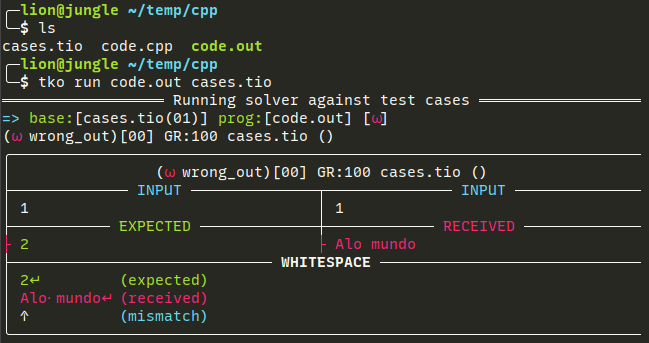 lion@jungle ~/temp/cpp
$ ls
cases.tio code.cpp code.out
lion@jungle ~/temp/cpp
$ tko run code.out cases.tio
Running solver against test cases
=> base:[cases.tio(01)] prog:[code.out] [ω]
(ω wrong_out)[00] GR:100 cases.tio ()
(ω wrong_out)[00] GR:100 cases.tio ()
INPUT INPUT
1 1
EXPECTED RECEIVED
2 Alo mundo
WHITESPACE
2↵ (expected)
Alo·mundo↵ (received)
↑ (mismatch)